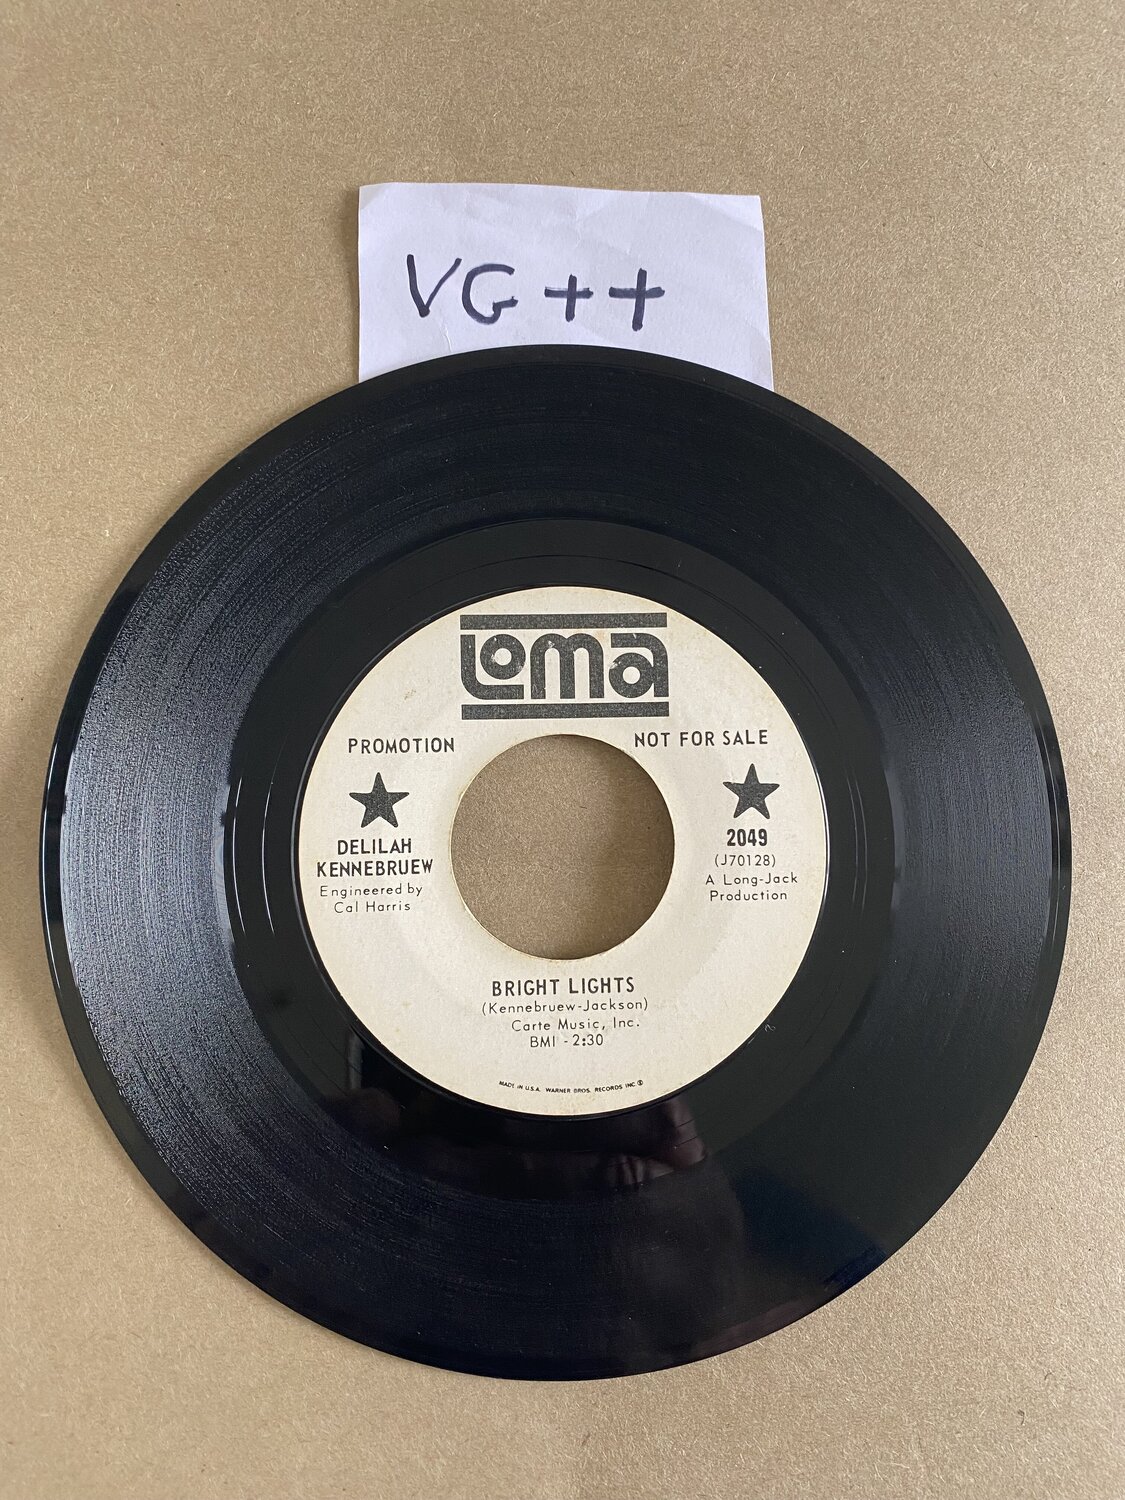 VG++
Loma
PROMOTION NOT FOR SALE
DELILAH
KENNEBRUEW
Engineered by
Cal Harris
2049
(J70128)
A Long-Jack
Production
BRIGHT LIGHTS
(Kennebruew-Jackson)
Carte Music, Inc.
BMI - 2:30
MADE IN U.S.A. WARNER BROS. RECORDS INC